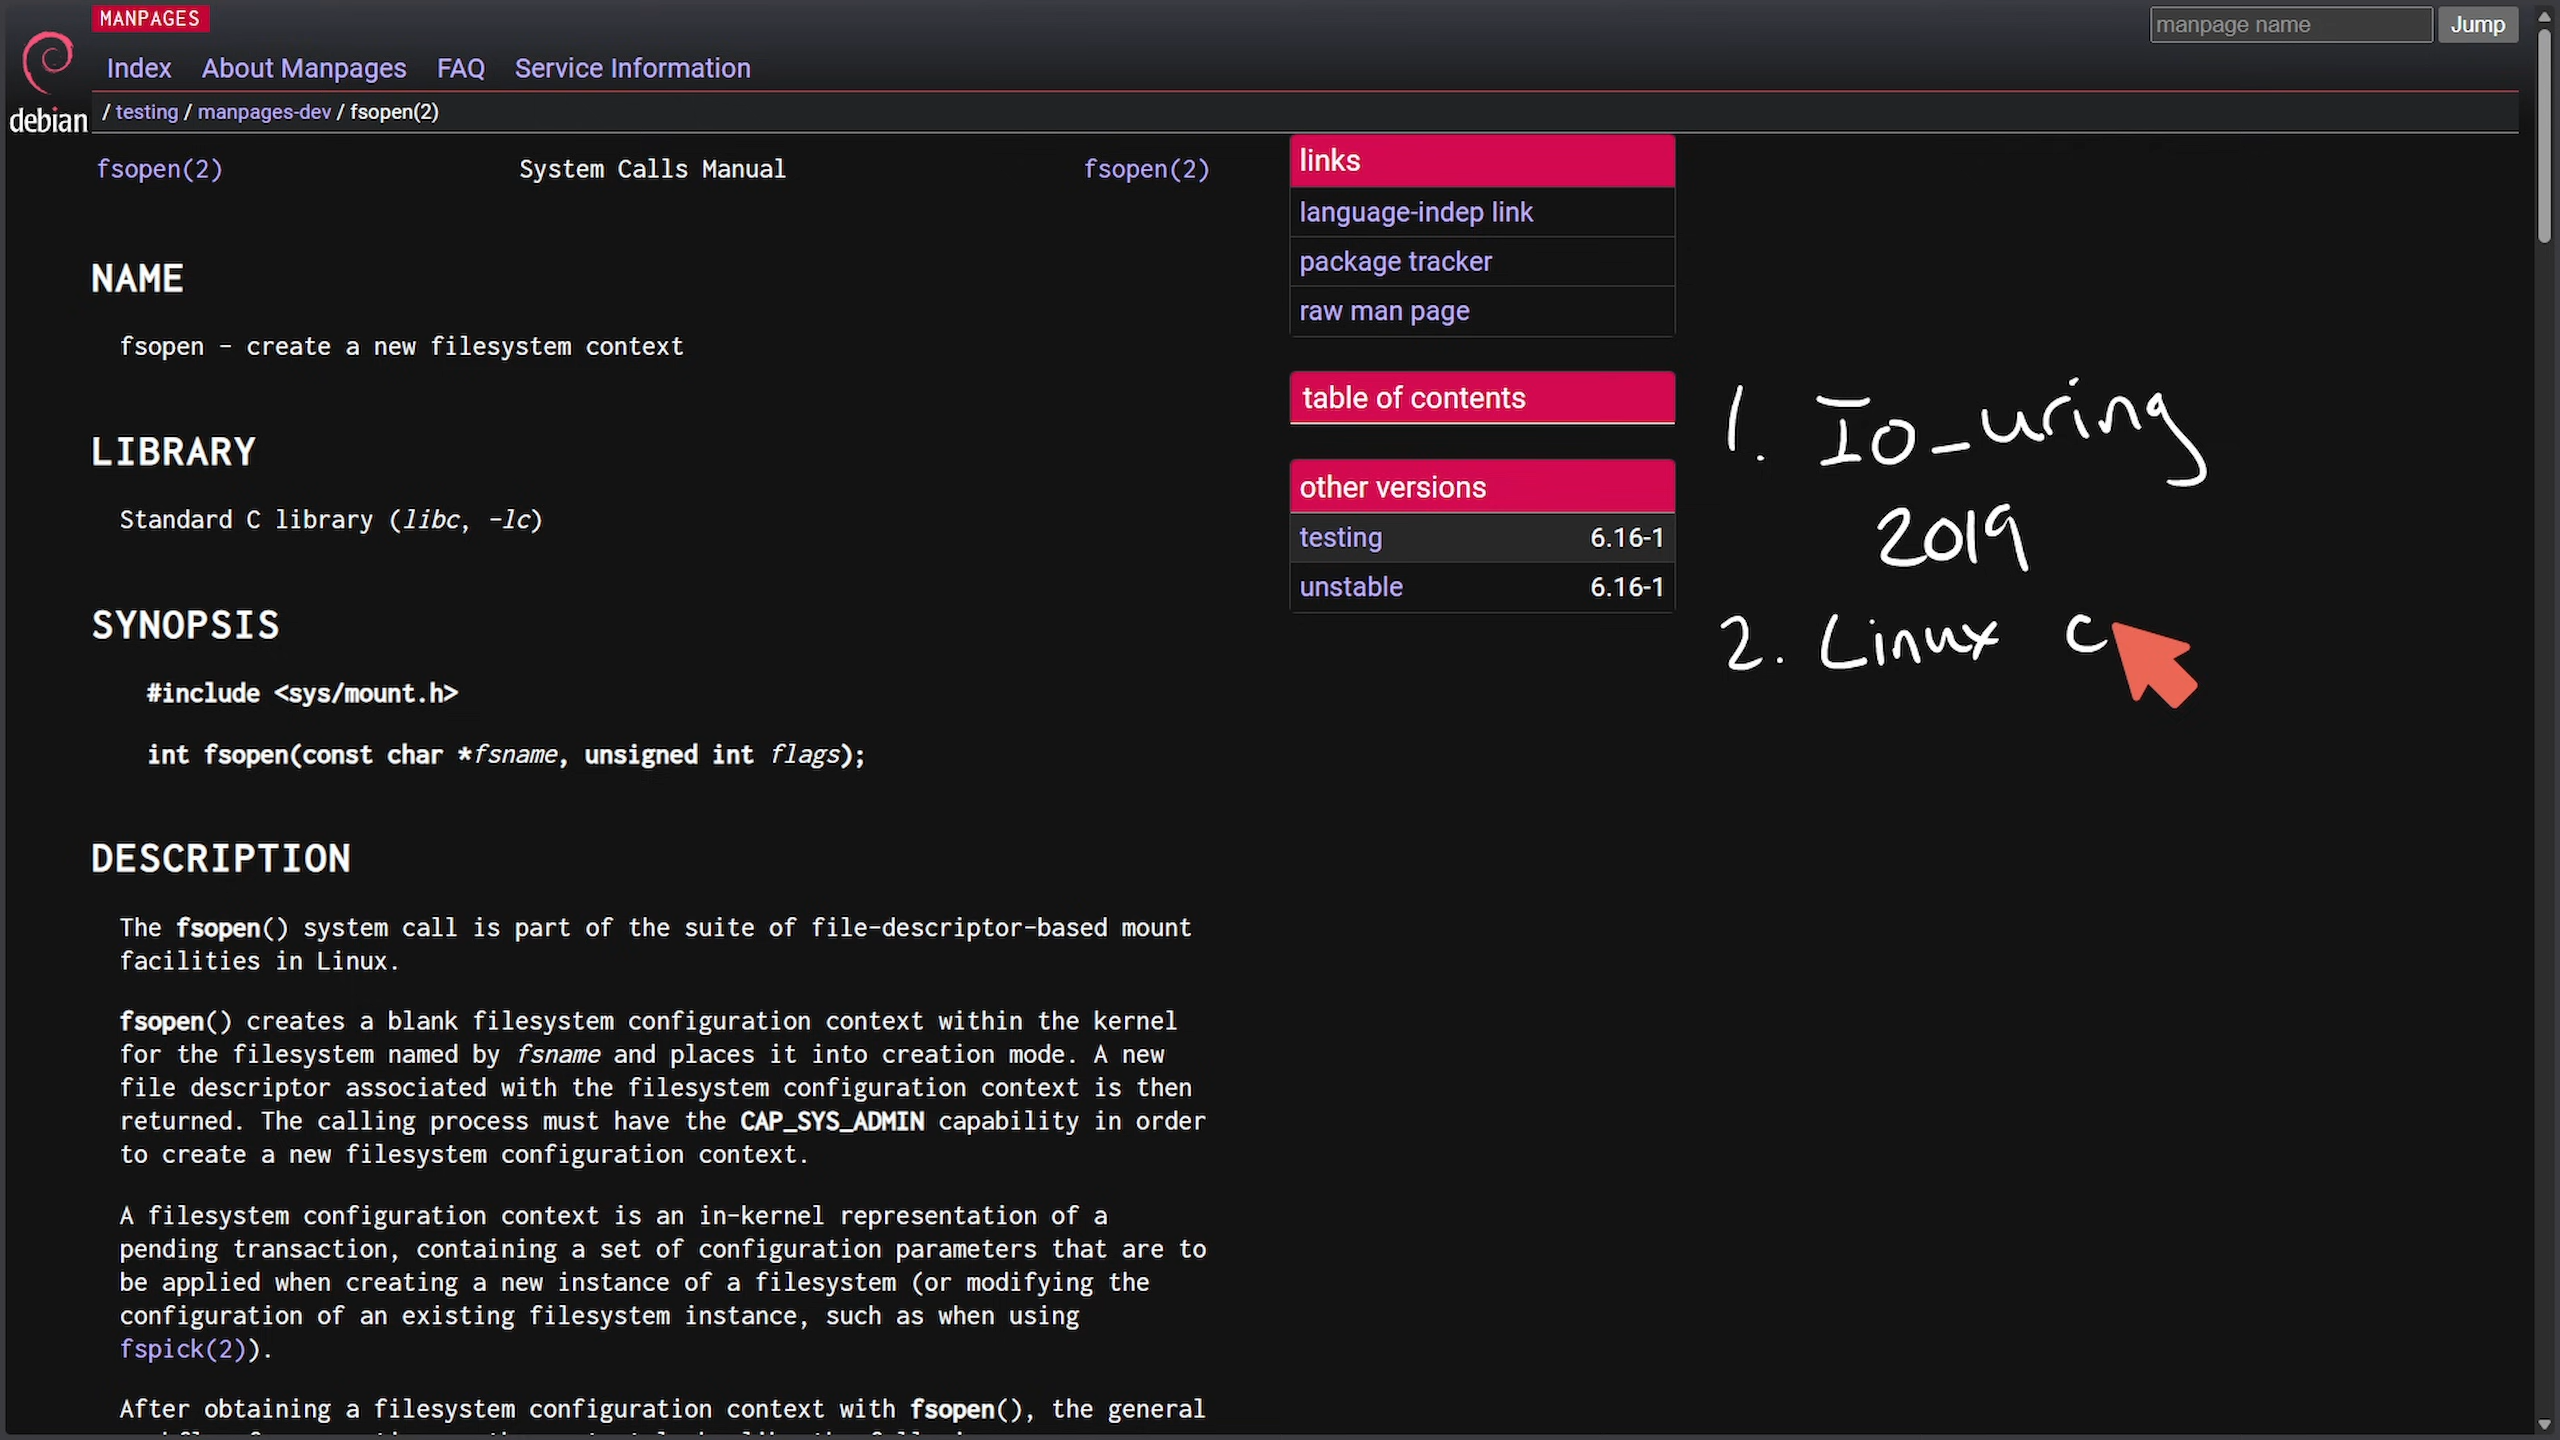 MANPAGES
manpage name Jump
Index About Manpages FAQ Service Information
debian
/ testing / manpages-dev / fsopen(2)
fsopen(2) System Calls Manual fsopen(2)
NAME
fsopen - create a new filesystem context
LIBRARY
Standard C library (libc, -lc)
SYNOPSIS
#include <sys/mount.h>
int fsopen(const char *fsname, unsigned int flags);
DESCRIPTION
The fsopen() system call is part of the suite of file-descriptor-based mount
facilities in Linux.
fsopen() creates a blank filesystem configuration context within the kernel
for the filesystem named by fsname and places it into creation mode. A new
file descriptor associated with the filesystem configuration context is then
returned. The calling process must have the CAP_SYS_ADMIN capability in order
to create a new filesystem configuration context.
A filesystem configuration context is an in-kernel representation of a
pending transaction, containing a set of configuration parameters that are to
be applied when creating a new instance of a filesystem (or modifying the
configuration of an existing filesystem instance, such as when using
fspick(2)).
After obtaining a filesystem configuration context with fsopen(), the general
links
language-indep link
package tracker
raw man page
table of contents
other versions
testing 6.16-1
unstable 6.16-1
1. Io_uring
2019
2. Linux c